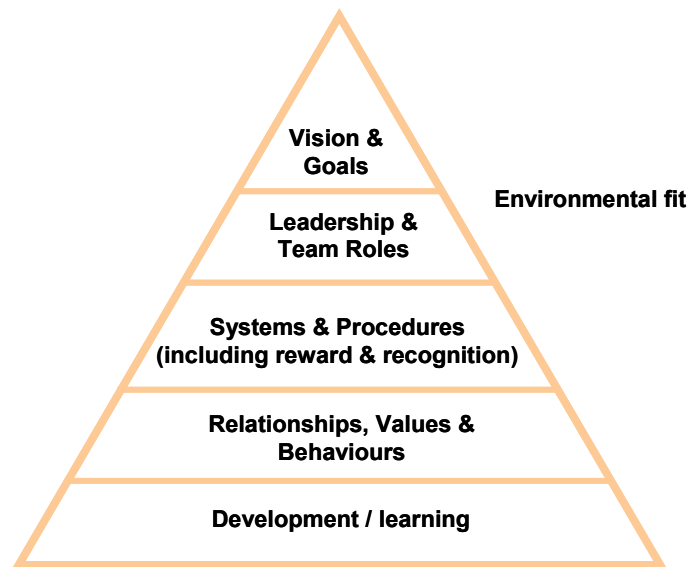 Vision &
Goals
Environmental fit
Leadership &
Team Roles
Systems & Procedures
(including reward & recognition)
Relationships, Values &
Behaviours
Development / learning